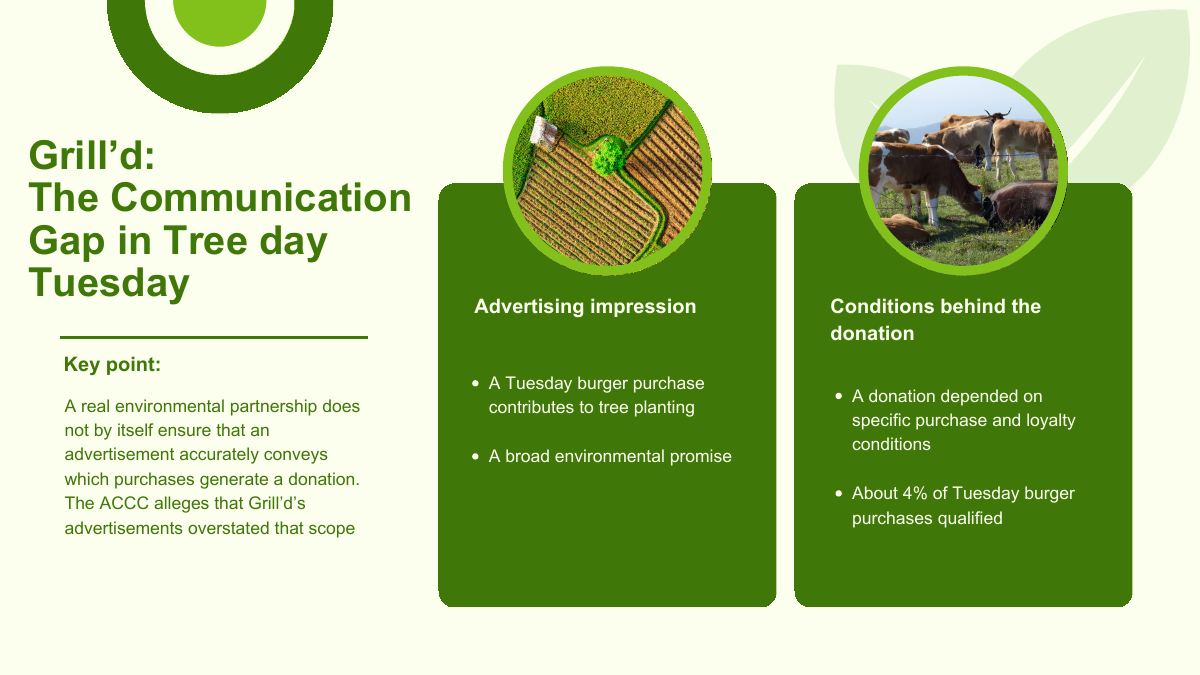 Grill’d:
The Communication
Gap in Tree day
Tuesday
Key point:
A real environmental partnership does
not by itself ensure that an
advertisement accurately conveys
which purchases generate a donation.
The ACCC alleges that Grill’d’s
advertisements overstated that scope
Advertising impression
• A Tuesday burger purchase
contributes to tree planting
• A broad environmental promise
Conditions behind the
donation
• A donation depended on
specific purchase and loyalty
conditions
• About 4% of Tuesday burger
purchases qualified